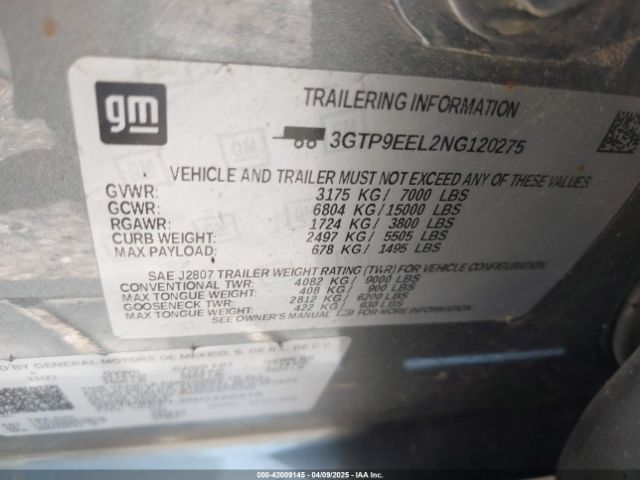 gm
TRAILERING INFORMATION
3GTP9EEL2NG120275
VEHICLE AND TRAILER MUST NOT EXCEED ANY OF THESE VALUES
GVWR: 3175 KG/ 7000 LBS
GCWR: 6804 KG/15000 LBS
RGAWR: 1724 KG/ 3800 LBS
CURB WEIGHT: 2497 KG/ 5505 LBS
MAX PAYLOAD: 678 KG/ 1495 LBS
SAE J2807 TRAILER WEIGHT RATING (TWR) FOR VEHICLE CONFIGURATION
CONVENTIONAL TWR: 4082 KG/ 9000 LBS
MAX TONGUE WEIGHT: 408 KG/ 900 LBS
GOOSENECK TWR: 2812 KG/ 6200 LBS
MAX TONGUE WEIGHT: 422 KG/ 930 LBS
SEE OWNER'S MANUAL FOR MORE INFORMATION
D BY GENERAL MOTORS DE MEXICO, S. DE R.L. DE C.V.
000-42009145 - 04/09/2025 - IAA Proprietary